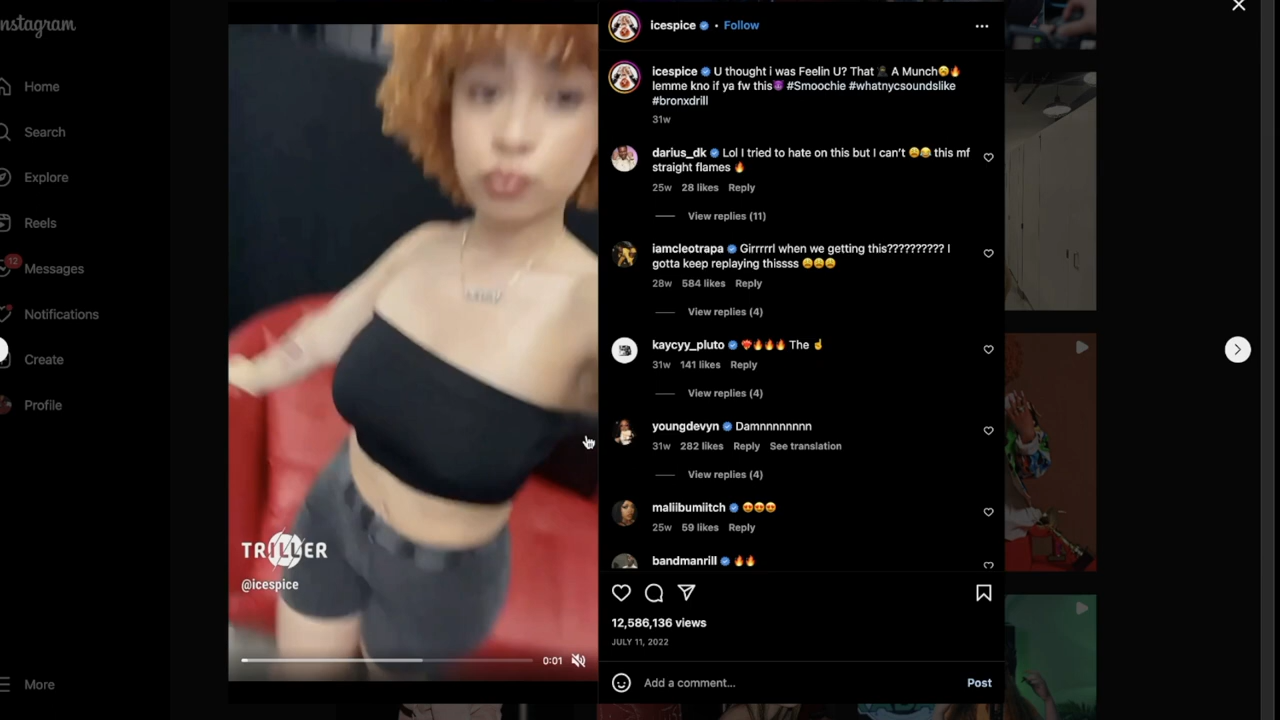 Instagram
Home
Search
Explore
Reels
12
Messages
Notifications
Create
Profile
More
TRILLER
@icespice
0:01
icespice • Follow
icespice U thought i was Feelin U? That 🥷🏿 A Munch😮‍💨🔥
lemme kno if ya fw this😈 #Smoochie #whatnycsoundslike
#bronxdrill
31w
darius_dk Lol I tried to hate on this but I can't 😩😂 this mf
straight flames 🔥
25w 28 likes Reply
View replies (11)
iamcleotrapa Girrrrrl when we getting this?????????? I
gotta keep replaying thissss 😩😩😩
28w 584 likes Reply
View replies (4)
kaycyy_pluto ❤️‍🔥🔥🔥🔥 The ☝️
31w 141 likes Reply
View replies (4)
youngdevyn Damnnnnnnnn
31w 282 likes Reply See translation
View replies (4)
maliibumiitch 😍😍😍
25w 59 likes Reply
bandmanrill 🔥🔥
12,586,136 views
JULY 11, 2022
Add a comment...
Post